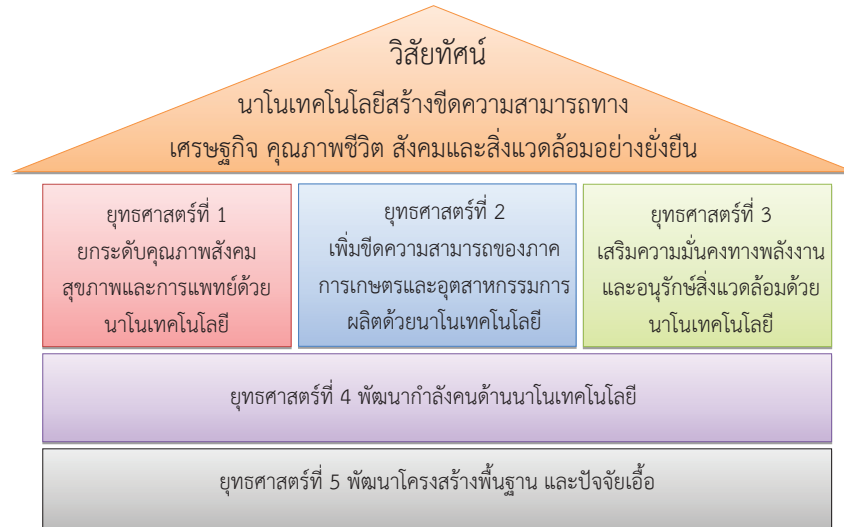 วิสัยทัศน์
นาโนเทคโนโลยีสร้างขีดความสามารถทาง
เศรษฐกิจ คุณภาพชีวิต สังคมและสิ่งแวดล้อมอย่างยั่งยืน
ยุทธศาสตร์ที่ 1
ยกระดับคุณภาพสังคม
สุขภาพและการแพทย์ด้วย
นาโนเทคโนโลยี
ยุทธศาสตร์ที่ 2
เพิ่มขีดความสามารถของภาค
การเกษตรและอุตสาหกรรมการ
ผลิตด้วยนาโนเทคโนโลยี
ยุทธศาสตร์ที่ 3
เสริมความมั่นคงทางพลังงาน
และอนุรักษ์สิ่งแวดล้อมด้วย
นาโนเทคโนโลยี
ยุทธศาสตร์ที่ 4 พัฒนากำลังคนด้านนาโนเทคโนโลยี
ยุทธศาสตร์ที่ 5 พัฒนาโครงสร้างพื้นฐาน และปัจจัยเอื้อ